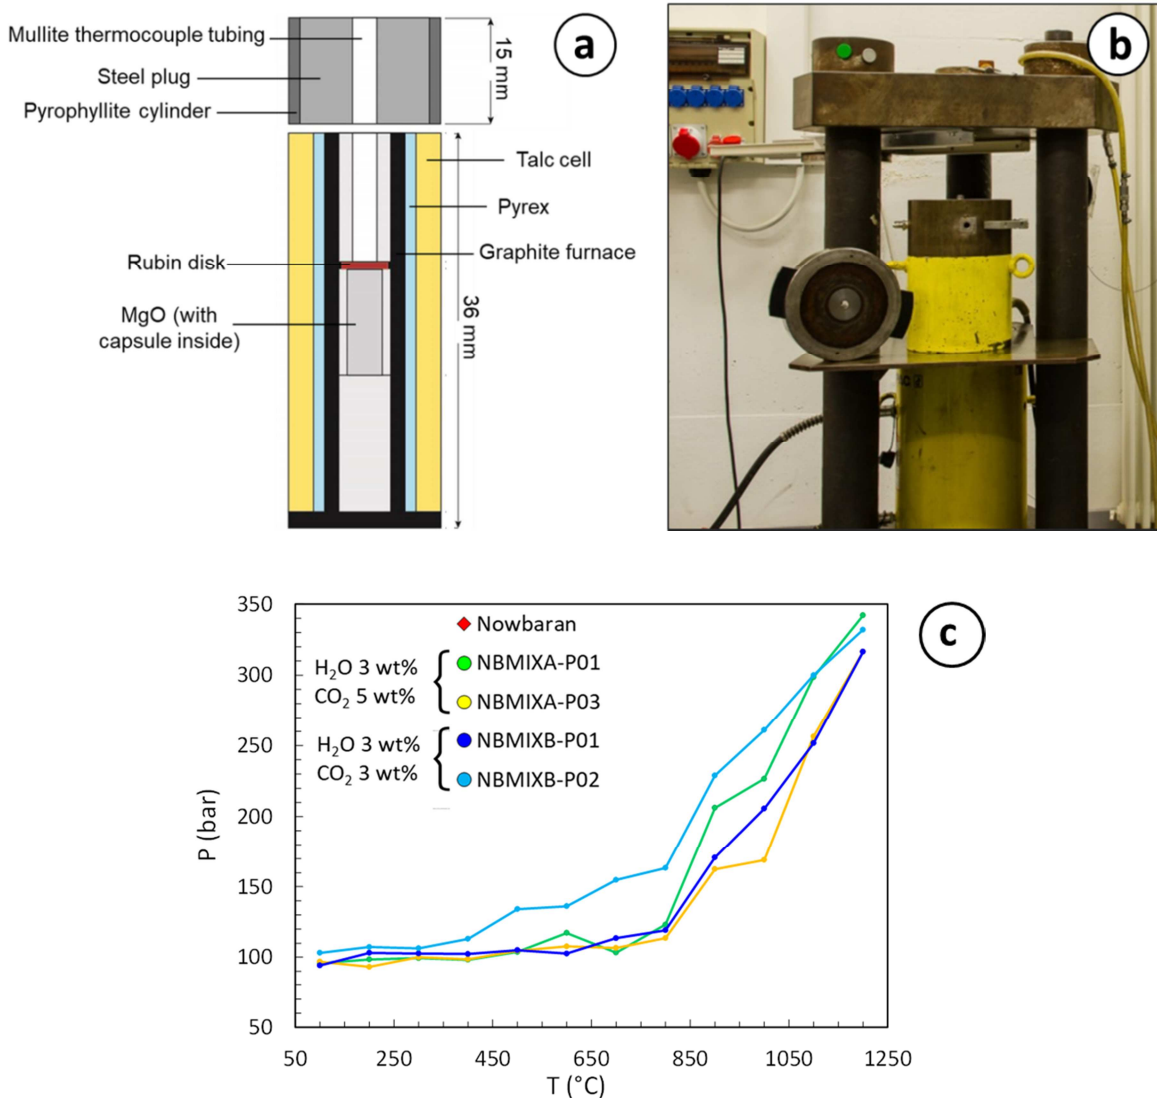 Mullite thermocouple tubing
Steel plug
Pyrophyllite cylinder
15 mm
a
Talc cell
Pyrex
Graphite furnace
Rubin disk
MgO (with
capsule inside)
36 mm
b
c
350
300
250
200
150
100
50
P (bar)
Nowbaran
H₂O 3 wt%
CO₂ 5 wt%
NBMIXA-P01
NBMIXA-P03
H₂O 3 wt%
CO₂ 3 wt%
NBMIXB-P01
NBMIXB-P02
50 250 450 650 850 1050 1250
T (°C)